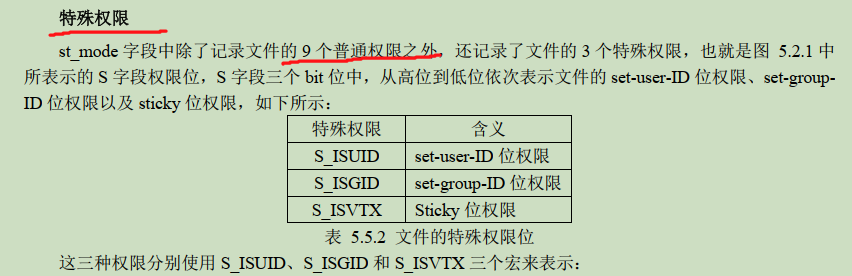 特殊权限
st_mode 字段中除了记录文件的 9 个普通权限之外，还记录了文件的 3 个特殊权限，也就是图 5.2.1 中
所表示的 S 字段权限位，S 字段三个 bit 位中，从高位到低位依次表示文件的 set-user-ID 位权限、set-group-
ID 位权限以及 sticky 位权限，如下所示：
特殊权限 含义
S_ISUID set-user-ID 位权限
S_ISGID set-group-ID 位权限
S_ISVTX Sticky 位权限
表 5.5.2 文件的特殊权限位
这三种权限分别使用 S_ISUID、S_ISGID 和 S_ISVTX 三个宏来表示：